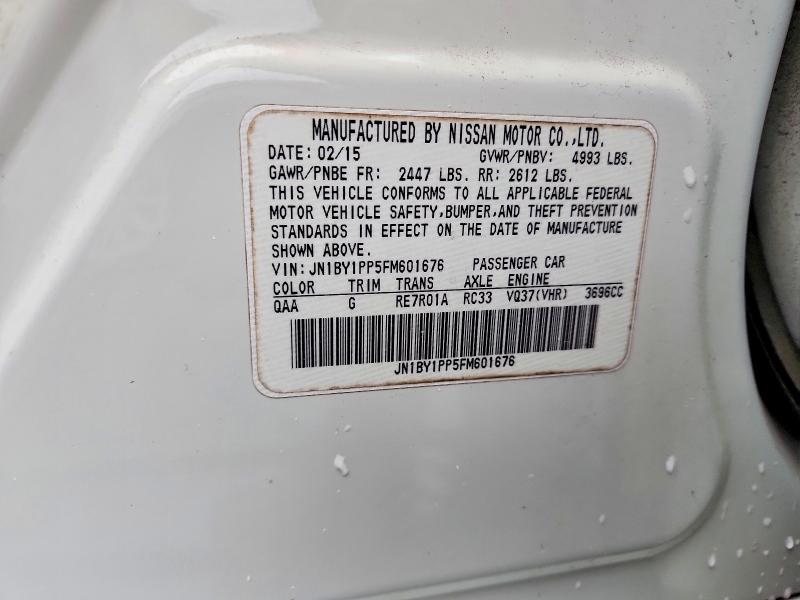 MANUFACTURED BY NISSAN MOTOR CO.,LTD.
DATE: 02/15 GVWR/PNBV: 4993 LBS.
GAWR/PNBE FR: 2447 LBS. RR: 2612 LBS.
THIS VEHICLE CONFORMS TO ALL APPLICABLE FEDERAL
MOTOR VEHICLE SAFETY,BUMPER,AND THEFT PREVENTION
STANDARDS IN EFFECT ON THE DATE OF MANUFACTURE
SHOWN ABOVE.
VIN: JN1BY1PP5FM601676 PASSENGER CAR
COLOR TRIM TRANS AXLE ENGINE
QAA G RE7R01A RC33 VQ37(VHR) 3696CC
JN1BY1PP5FM601676